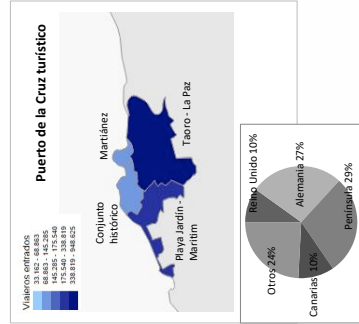 Puerto de la Cruz turístico
Viajeros entrados
33.162 - 68.863
68.863 - 145.285
145.285 - 175.540
175.540 - 338.819
338.819 - 948.625
Conjunto
histórico
Martiánez
Playa Jardín -
Maritim
Taoro - La Paz
Reino Unido 10%
Alemania 27%
Península 29%
Canarias 10%
Otros 24%